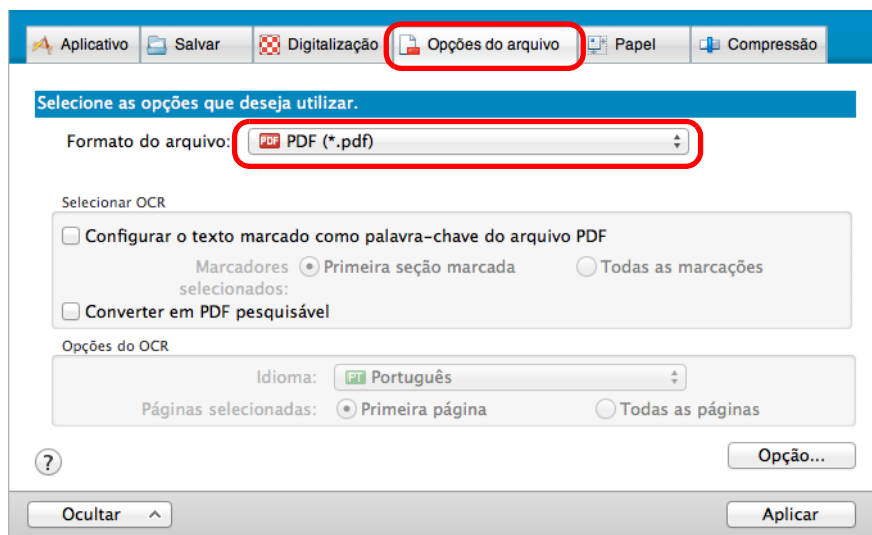 Aplicativo Salvar Digitalização Opções do arquivo Papel Compressão
Selecione as opções que deseja utilizar.
Formato do arquivo: PDF PDF (*.pdf)
Selecionar OCR
Configurar o texto marcado como palavra-chave do arquivo PDF
Marcadores selecionados: Primeira seção marcada Todas as marcações
Converter em PDF pesquisável
Opções do OCR
Idioma: PT Português
Páginas selecionadas: Primeira página Todas as páginas
? Opção...
Ocultar Aplicar